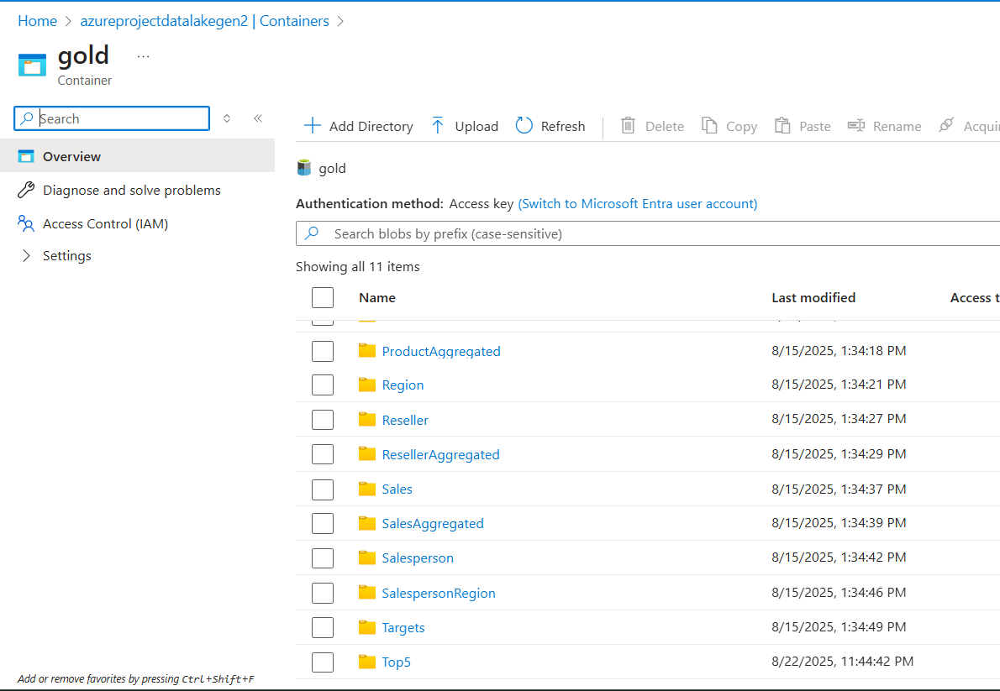 Home > azureprojectdatalakegen2 | Containers >
gold ...
Container
Search
Add Directory Upload Refresh Delete Copy Paste Rename Acqui
Overview
Diagnose and solve problems
Access Control (IAM)
Settings
gold
Authentication method: Access key (Switch to Microsoft Entra user account)
Search blobs by prefix (case-sensitive)
Showing all 11 items
Name Last modified Access t
ProductAggregated 8/15/2025, 1:34:18 PM
Region 8/15/2025, 1:34:21 PM
Reseller 8/15/2025, 1:34:27 PM
ResellerAggregated 8/15/2025, 1:34:29 PM
Sales 8/15/2025, 1:34:37 PM
SalesAggregated 8/15/2025, 1:34:39 PM
Salesperson 8/15/2025, 1:34:42 PM
SalespersonRegion 8/15/2025, 1:34:46 PM
Targets 8/15/2025, 1:34:49 PM
Top5 8/22/2025, 11:44:42 PM
Add or remove favorites by pressing Ctrl+Shift+F